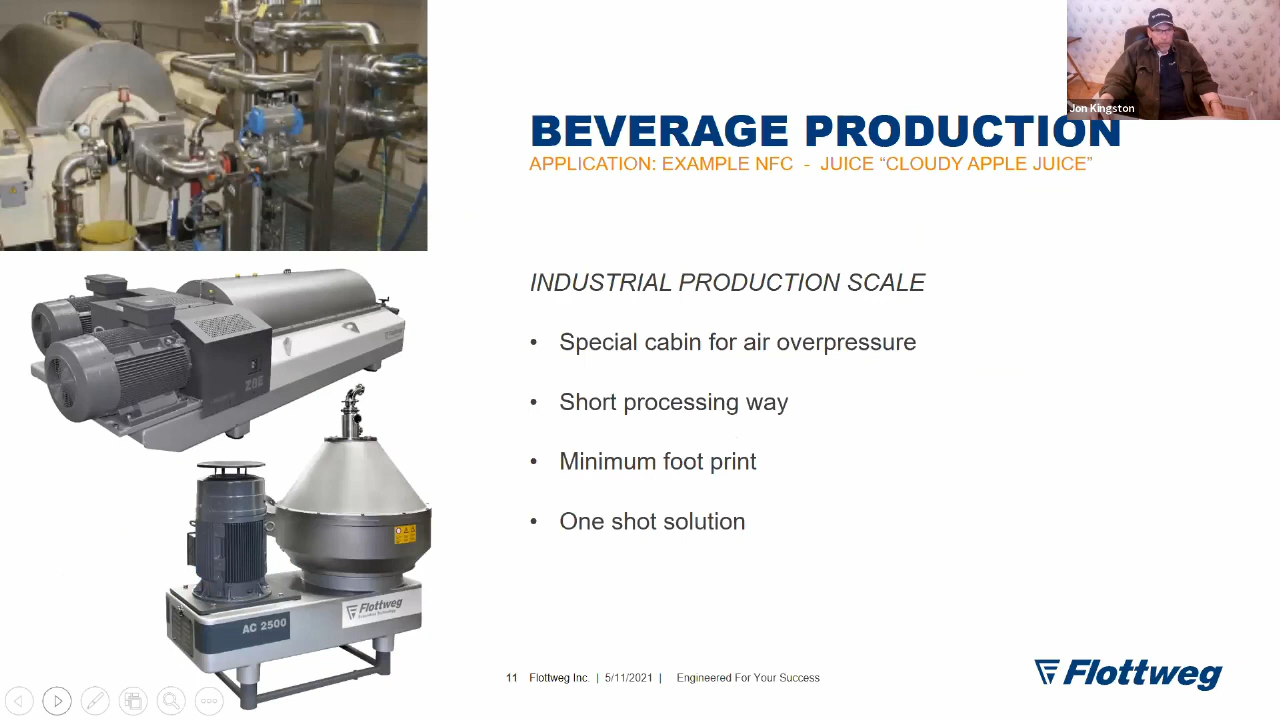 Jon Kingston
BEVERAGE PRODUCTION
APPLICATION: EXAMPLE NFC - JUICE “CLOUDY APPLE JUICE”
INDUSTRIAL PRODUCTION SCALE
• Special cabin for air overpressure
• Short processing way
• Minimum foot print
• One shot solution
Z8E
Flottweg
AC 2500
11 Flottweg Inc. | 5/11/2021 | Engineered For Your Success
Flottweg